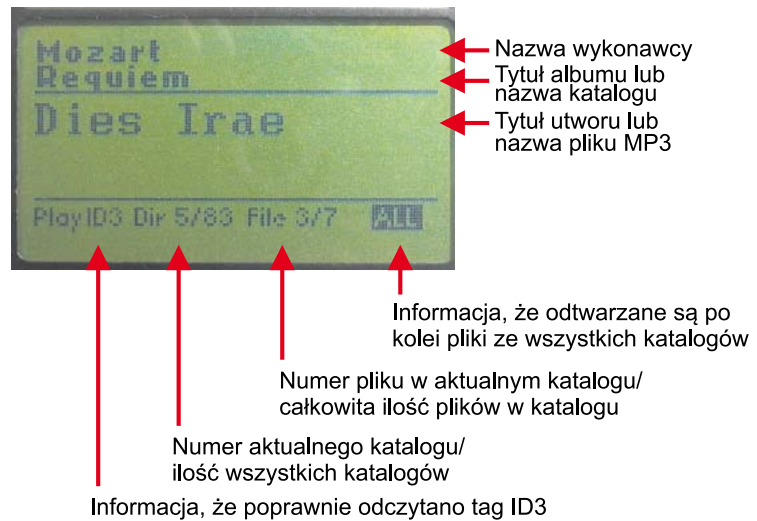 Mozart
Requiem
Dies Irae
PlayID3 Dir 5/83 File 3/7 ALL
Nazwa wykonawcy
Tytuł albumu lub
nazwa katalogu
Tytuł utworu lub
nazwa pliku MP3
Informacja, że odtwarzane są po
kolei pliki ze wszystkich katalogów
Numer pliku w aktualnym katalogu/
całkowita ilość plików w katalogu
Numer aktualnego katalogu/
ilość wszystkich katalogów
Informacja, że poprawnie odczytano tag ID3